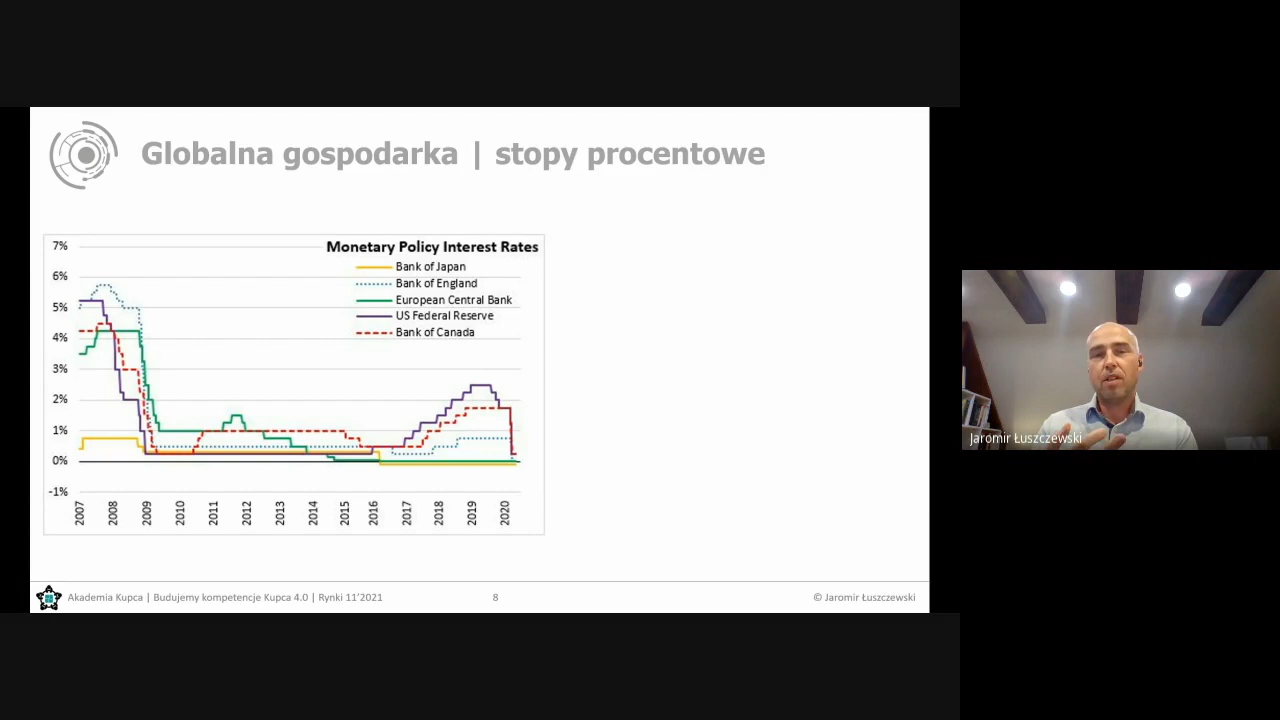 Globalna gospodarka | stopy procentowe
Monetary Policy Interest Rates
Bank of Japan
Bank of England
European Central Bank
US Federal Reserve
Bank of Canada
7%
6%
5%
4%
3%
2%
1%
0%
-1%
2007
2008
2009
2010
2011
2012
2013
2014
2015
2016
2017
2018
2019
2020
Akademia Kupca | Budujemy kompetencje Kupca 4.0 | Rynki 11'2021
8
© Jaromir Łuszczewski
Jaromir Łuszczewski